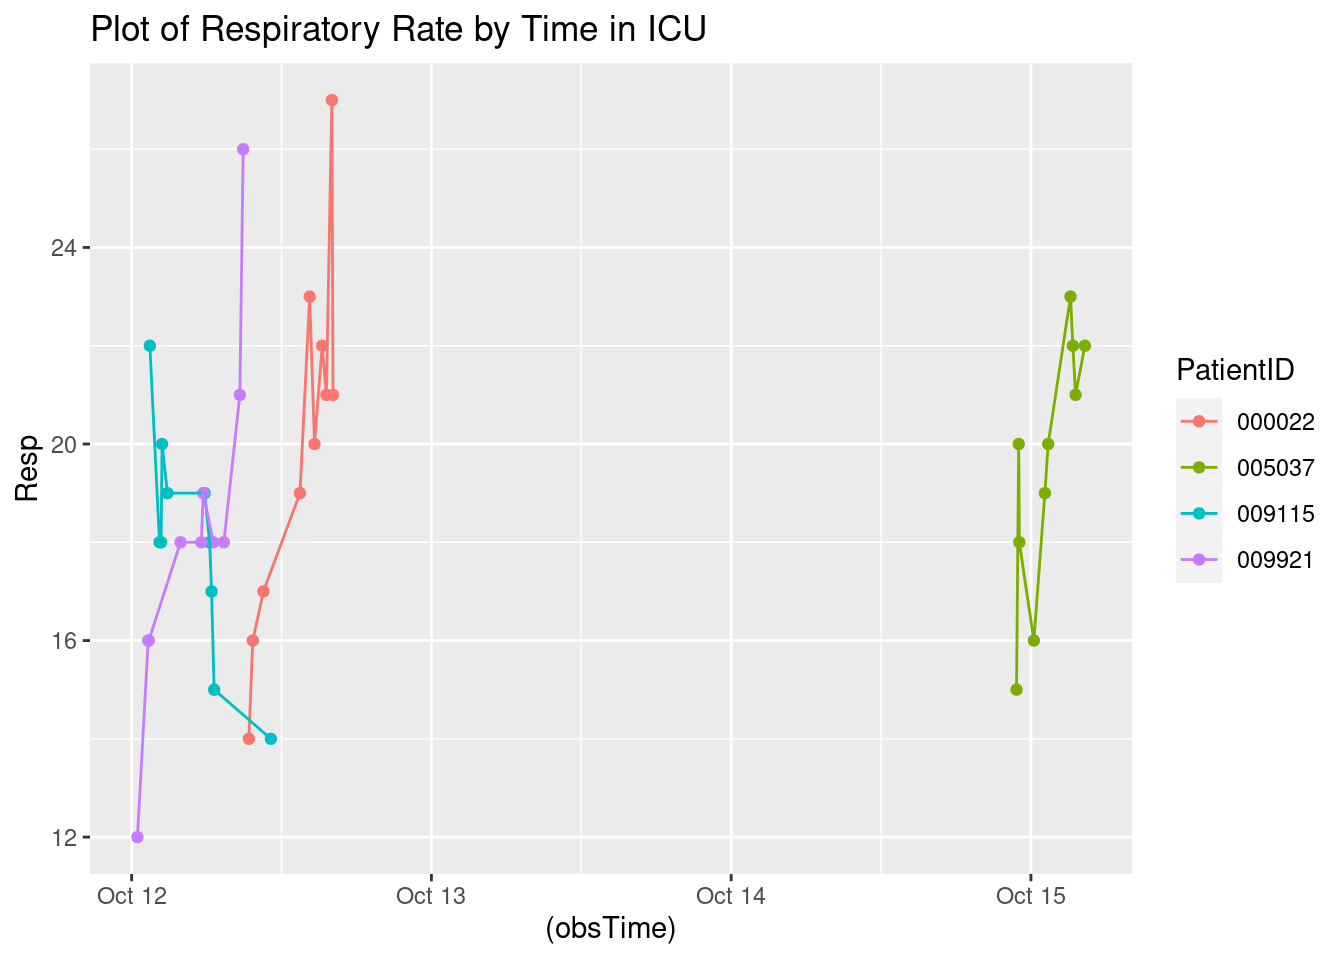 Plot of Respiratory Rate by Time in ICU
24
20
16
12
Resp
Oct 12 Oct 13 Oct 14 Oct 15
(obsTime)
PatientID
000022
005037
009115
009921